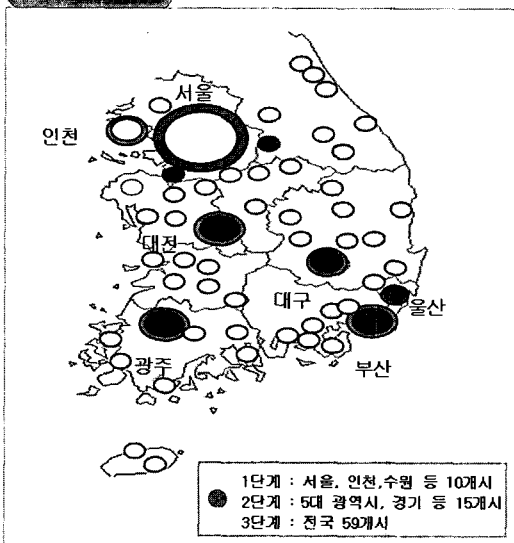 서울
인천
대전
대구
울산
광주
부산
1단계 : 서울, 인천,수원 등 10개시
2단계 : 5대 광역시, 경기 등 15개시
3단계 : 전국 59개시